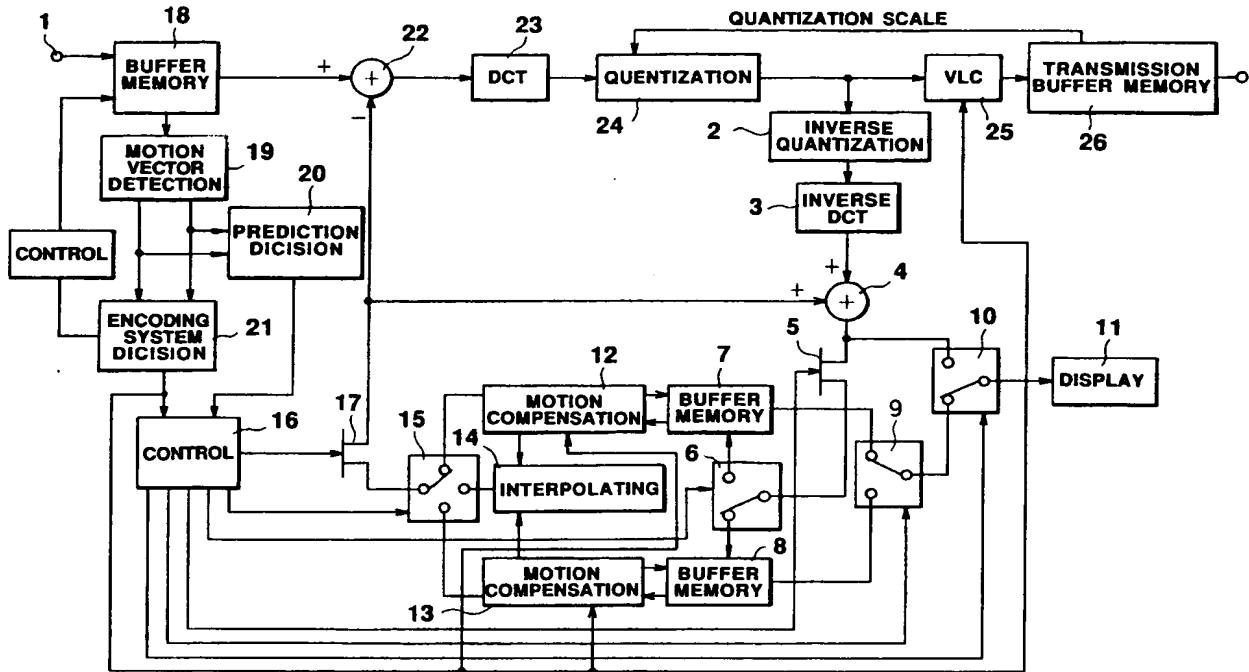 QUANTIZATION SCALE
1
18
BUFFER
MEMORY
+
22
+
−
23
DCT
QUENTIZATION
24
VLC
25
TRANSMISSION
BUFFER MEMORY
26
2
INVERSE
QUANTIZATION
MOTION
VECTOR
DETECTION
19
20
PREDICTION
DICISION
3
INVERSE
DCT
CONTROL
+
+
+
4
ENCODING
SYSTEM
DICISION
21
5
10
11
DISPLAY
12
MOTION
COMPENSATION
7
BUFFER
MEMORY
9
16
CONTROL
17
15
14
INTERPOLATING
6
8
MOTION
COMPENSATION
13
BUFFER
MEMORY